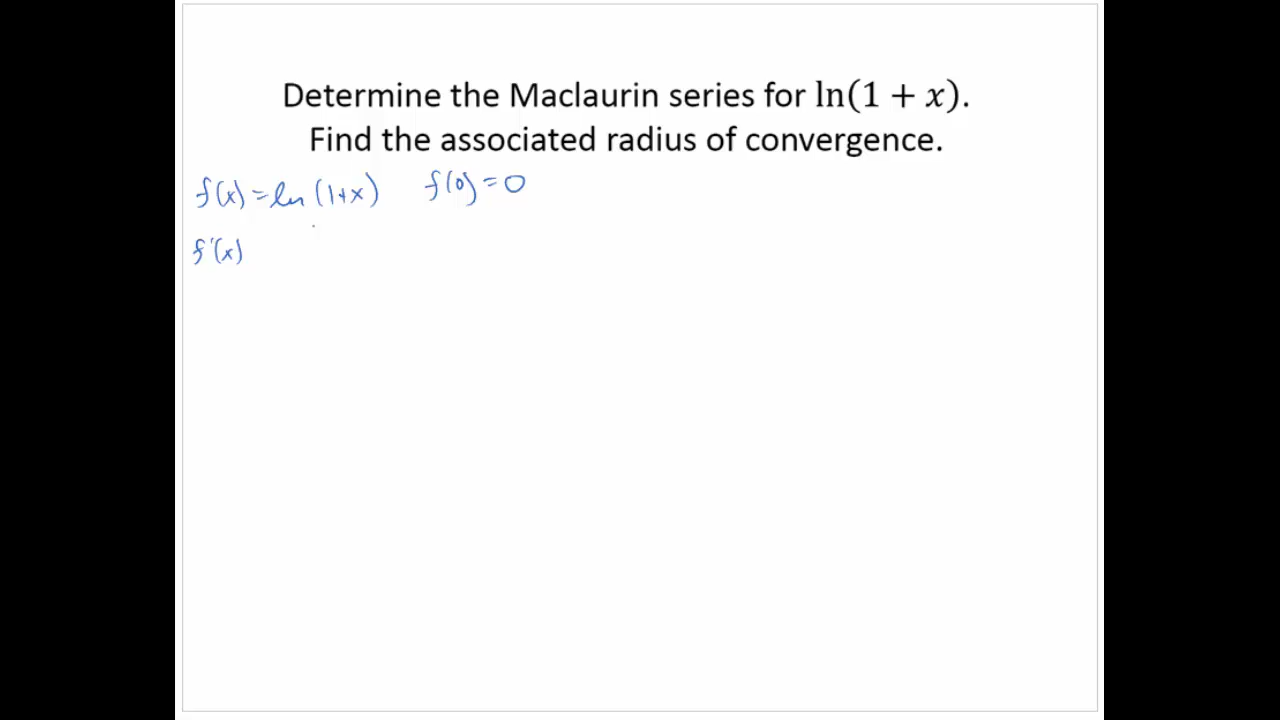 Determine the Maclaurin series for ln(1 + x).
Find the associated radius of convergence.
f(x) = ln (1+x) f(0) = 0
f'(x)